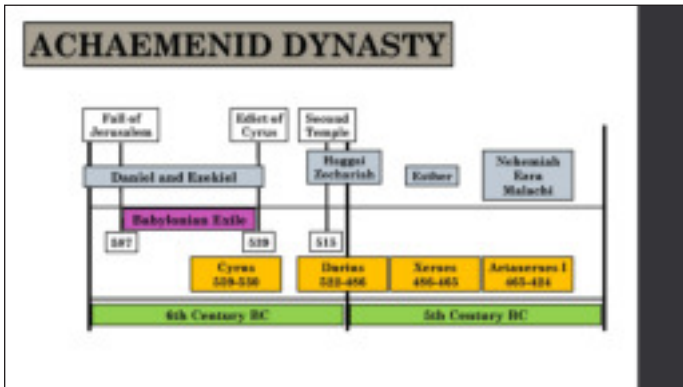 ACHAEMENID DYNASTY
Fall of
Jerusalem
Edict of
Cyrus
Second
Temple
Daniel and Ezekiel
Haggai
Zechariah
Esther
Nehemiah
Ezra
Malachi
Babylonian Exile
587
539
515
Cyrus
Darius
522-486
Xerxes
486-465
Artaxerxes I
465-424
6th Century BC
5th Century BC